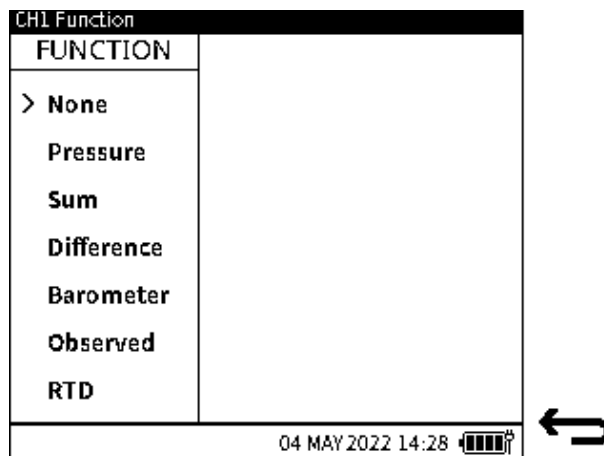 CH1 Function
FUNCTION
> None
Pressure
Sum
Difference
Barometer
Observed
RTD
04 MAY 2022 14:28